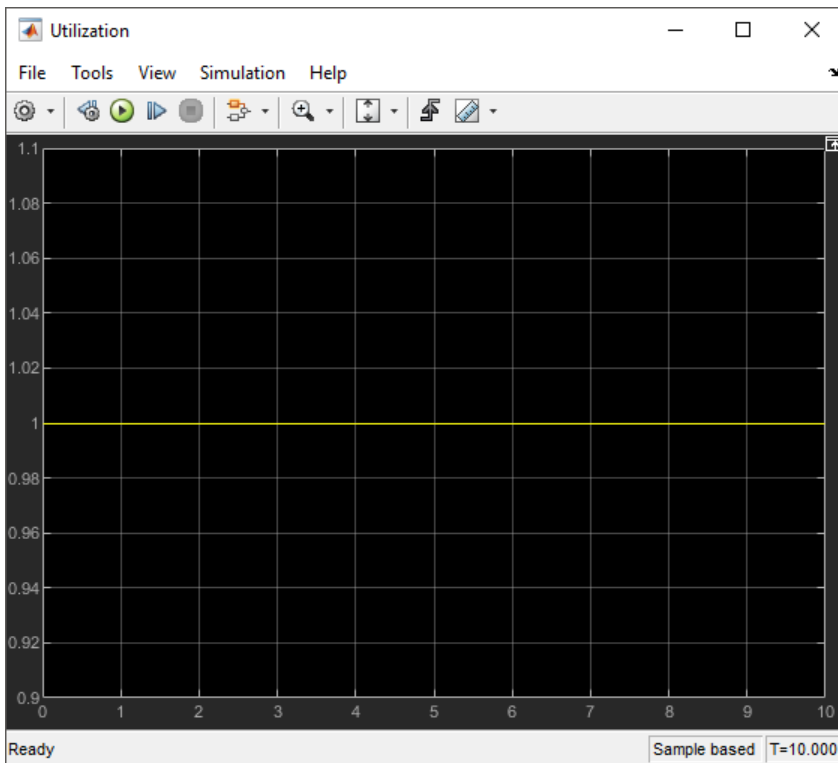 Utilization
File Tools View Simulation Help
1.1
1.08
1.06
1.04
1.02
1
0.98
0.96
0.94
0.92
0.9
0 1 2 3 4 5 6 7 8 9 10
Ready Sample based T=10.000